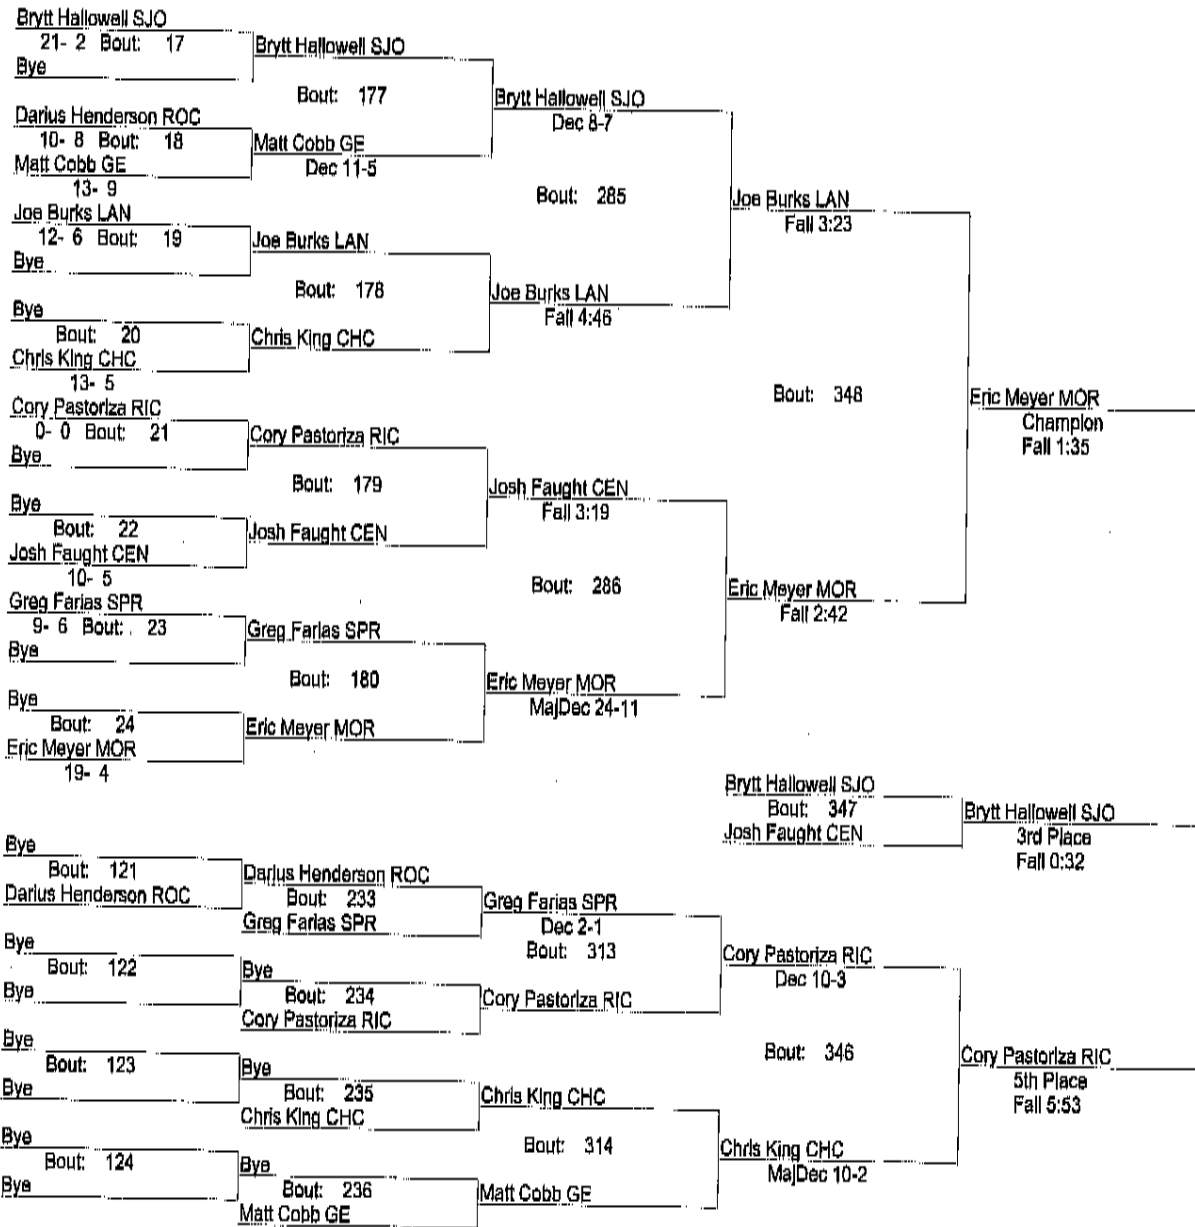 Brytt Hallowell SJO
21- 2 Bout: 17
Bye
Brytt Hallowell SJO
Bout: 177
Darius Henderson ROC
10- 8 Bout: 18
Matt Cobb GE
13- 9
Matt Cobb GE
Dec 11-5
Brytt Hallowell SJO
Dec 8-7
Bout: 285
Joe Burks LAN
12- 6 Bout: 19
Bye
Joe Burks LAN
Bout: 178
Bye
Bout: 20
Chris King CHC
13- 5
Chris King CHC
Joe Burks LAN
Fall 4:46
Joe Burks LAN
Fall 3:23
Bout: 348
Cory Pastoriza RIC
0- 0 Bout: 21
Bye
Cory Pastoriza RIC
Bout: 179
Bye
Bout: 22
Josh Faught CEN
10- 5
Josh Faught CEN
Josh Faught CEN
Fall 3:19
Bout: 286
Greg Farias SPR
9- 6 Bout: 23
Bye
Greg Farias SPR
Bout: 180
Bye
Bout: 24
Eric Meyer MOR
19- 4
Eric Meyer MOR
Eric Meyer MOR
MajDec 24-11
Eric Meyer MOR
Fall 2:42
Eric Meyer MOR
Champion
Fall 1:35
Brytt Hallowell SJO
Bout: 347
Josh Faught CEN
Brytt Hallowell SJO
3rd Place
Fall 0:32
Bye
Bout: 121
Darius Henderson ROC
Darius Henderson ROC
Bout: 233
Greg Farias SPR
Greg Farias SPR
Dec 2-1
Bout: 313
Bye
Bout: 122
Bye
Bye
Bout: 234
Cory Pastoriza RIC
Cory Pastoriza RIC
Cory Pastoriza RIC
Dec 10-3
Bout: 346
Bye
Bout: 123
Bye
Bye
Bout: 235
Chris King CHC
Chris King CHC
Bout: 314
Bye
Bout: 124
Bye
Bye
Bout: 236
Matt Cobb GE
Matt Cobb GE
Chris King CHC
MajDec 10-2
Cory Pastoriza RIC
5th Place
Fall 5:53